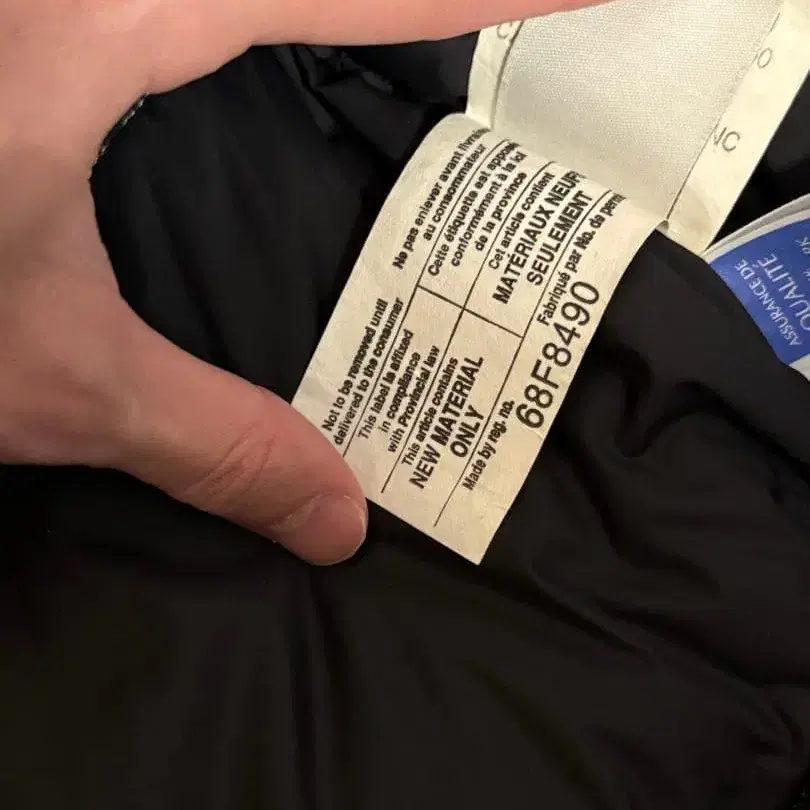 Not to be removed until
delivered to the consumer
This label is affixed
in compliance
with Provincial law
This article contains
NEW MATERIAL
ONLY
Made by reg. no.
Ne pas enlever avant livraison
au consommateur
Cette étiquette est apposée
conformément à la loi
de la province
Cet article contient
MATÉRIAUX NEUFS
SEULEMENT
Fabriqué par No. de
68F8490
ASSURANCE DE
QUALITÉ